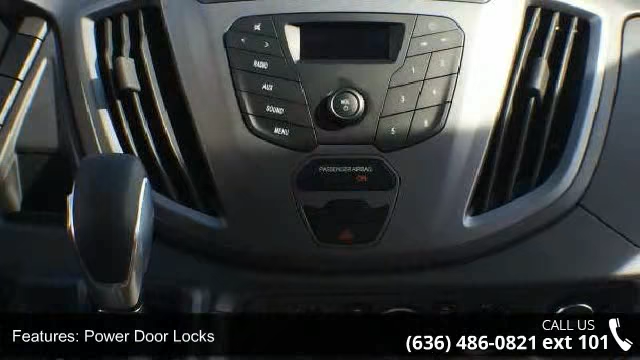 RADIO
AUX
SOUND
MENU
VOL
1
2
3
4
5
6
PASSENGER AIRBAG
ON
Features: Power Door Locks
CALL US
(636) 486-0821 ext 101